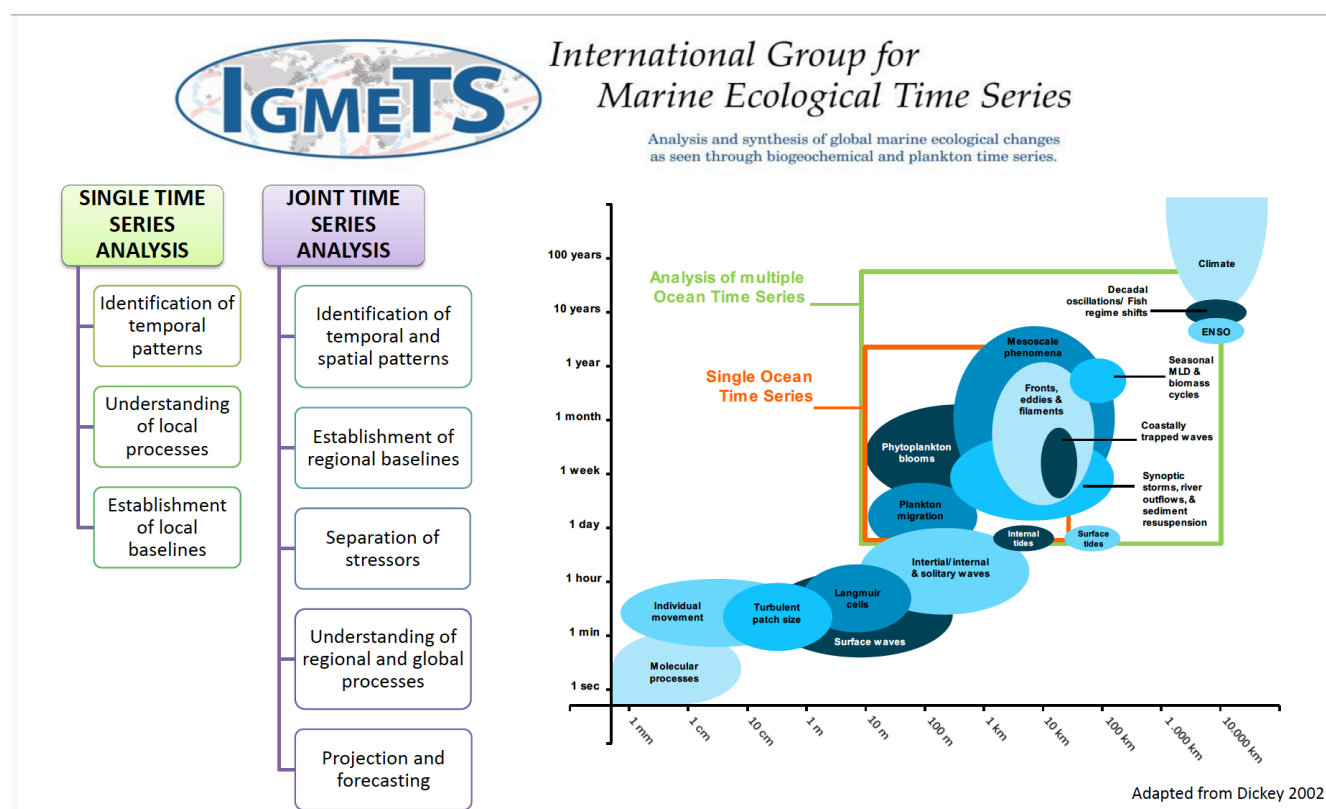 IGMETS
International Group for
Marine Ecological Time Series
Analysis and synthesis of global marine ecological changes
as seen through biogeochemical and plankton time series.
SINGLE TIME
SERIES
ANALYSIS
Identification of
temporal
patterns
Understanding
of local
processes
Establishment
of local
baselines
JOINT TIME
SERIES
ANALYSIS
Identification of
temporal and
spatial patterns
Establishment of
regional baselines
Separation of
stressors
Understanding of
regional and global
processes
Projection and
forecasting
100 years
10 years
1 year
1 month
1 week
1 day
1 hour
1 min
1 sec
Analysis of multiple
Ocean Time Series
Single Ocean
Time Series
Climate
Decadal
oscillations/ Fish
regime shifts
ENSO
Mesoscale
phenomena
Seasonal
MLD &
biomass
cycles
Fronts,
eddies &
filaments
Coastally
trapped waves
Phytoplankton
blooms
Synoptic
storms, river
outflows, &
sediment
resuspension
Plankton
migration
Internal
tides
Surface
tides
Intertial/internal
& solitary waves
Langmuir
cells
Individual
movement
Turbulent
patch size
Surface waves
Molecular
processes
1 mm
1 cm
10 cm
1 m
10 m
100 m
1 km
10 km
100 km
1.000 km
10.000 km
Adapted from Dickey 2002